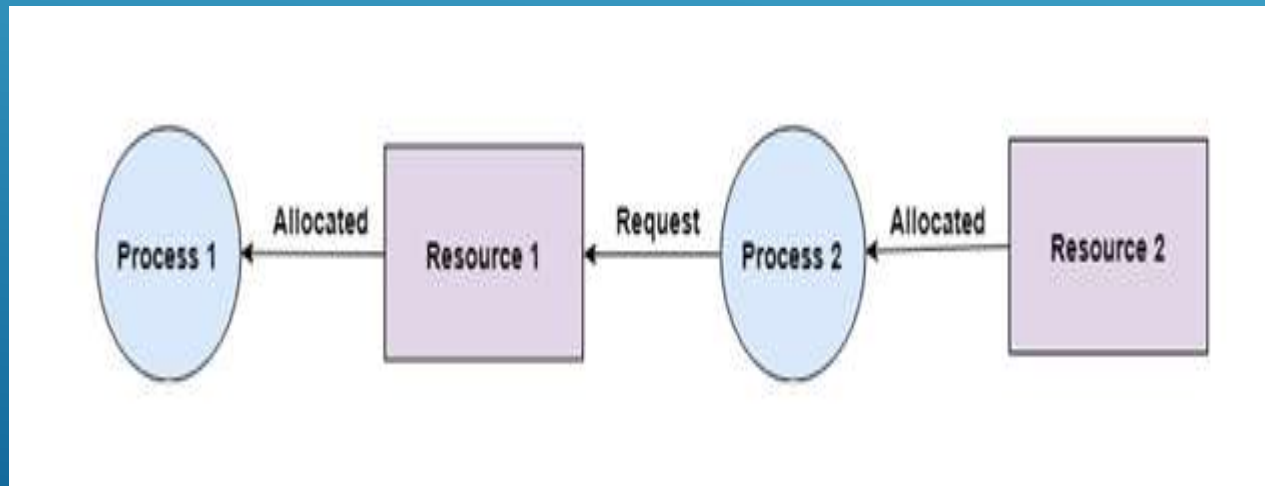 Allocated
Request
Allocated
Process 1
Resource 1
Process 2
Resource 2